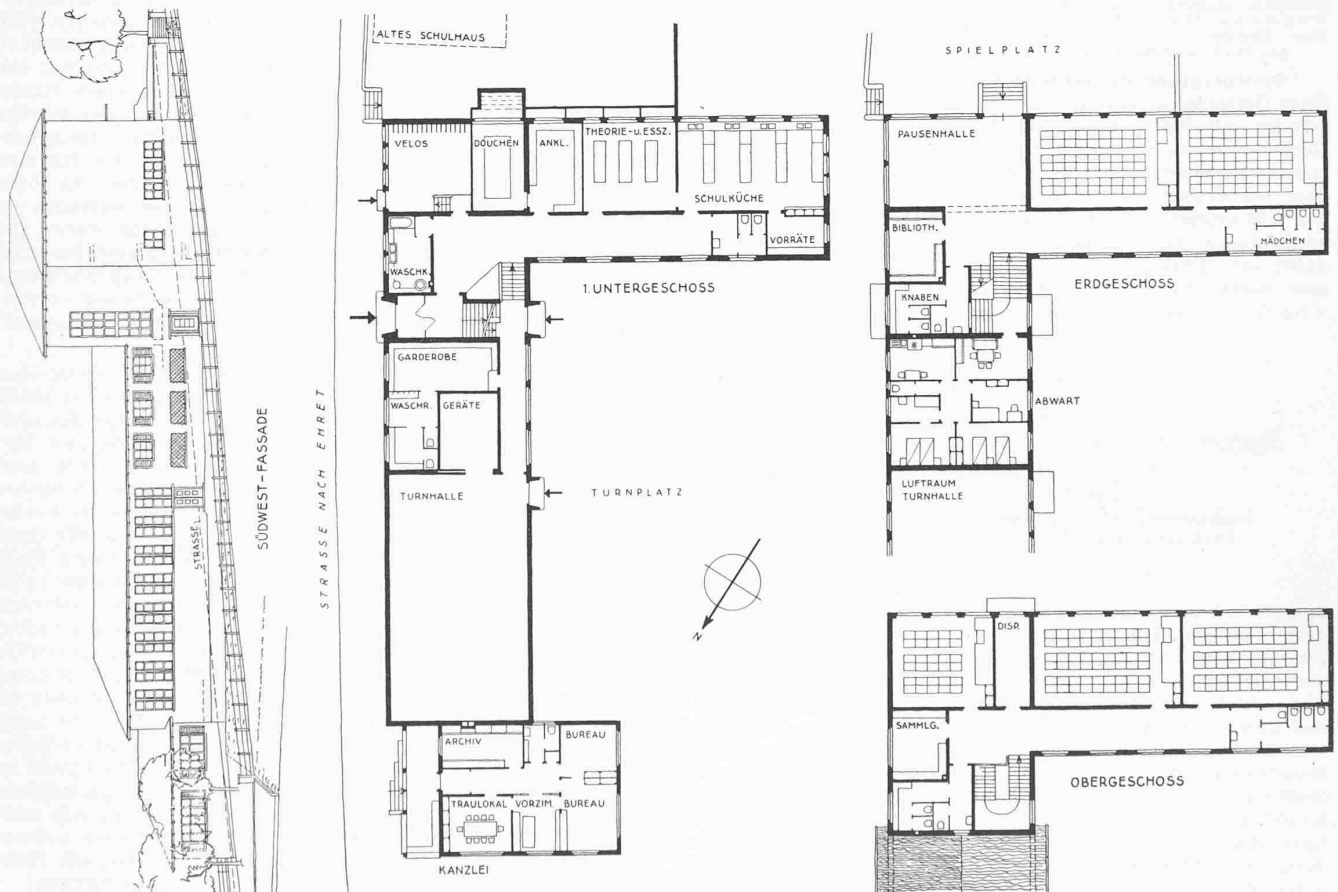 SÜDWEST-FASSADE
STRASSE
STRASSE NACH EHRET
ALTES SCHULHAUS
VELOS
DOUCHEN
ANKL.
THEORIE-u. ESSZ.
SCHULKÜCHE
VORRÄTE
WASCHK.
1. UNTERGESCHOSS
GARDEROBE
WASCHR.
GERÄTE
TURNHALLE
TURNPLATZ
N
ARCHIV
BUREAU
TRAULOKAL
VORZIM.
BUREAU
KANZLEI
SPIELPLATZ
PAUSENHALLE
BIBLIOTH.
MÄDCHEN
KNABEN
ERDGESCHOSS
ABWART
LUFTRAUM
TURNHALLE
DISP.
SAMMLG.
OBERGESCHOSS